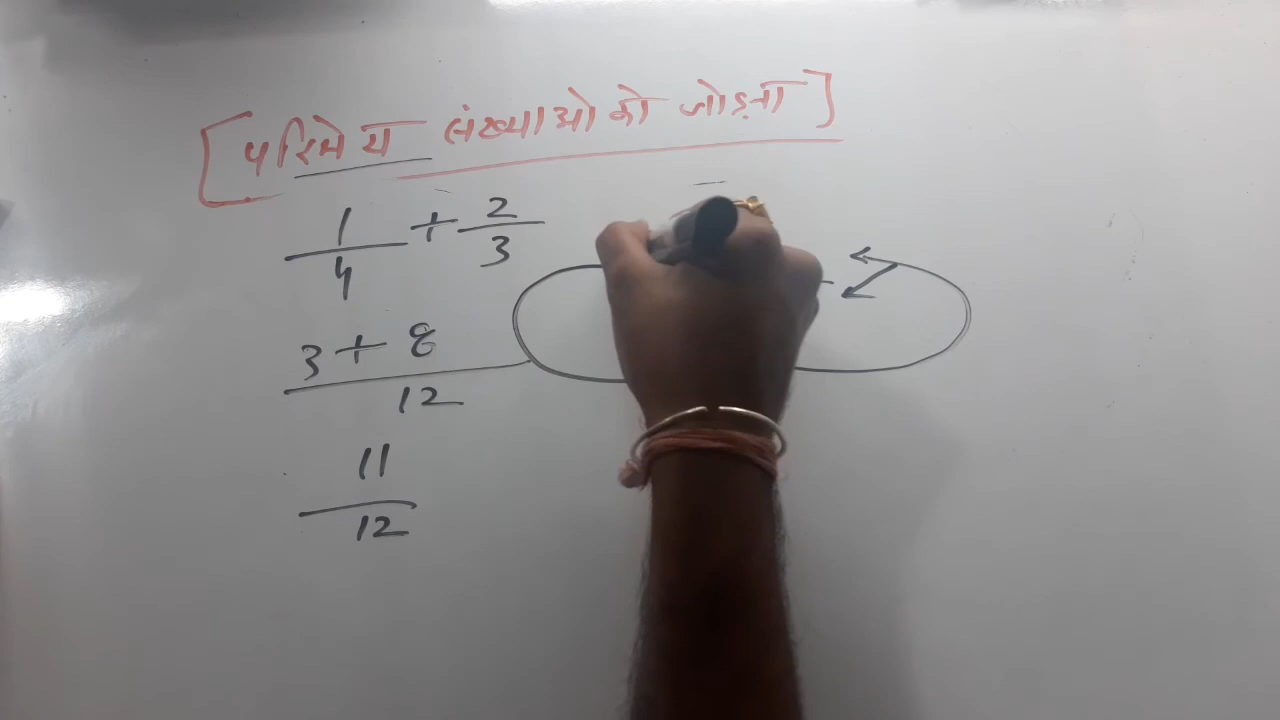 [परिमेय संख्याओ को जोड़ना]
1/4 + 2/3
3 + 8 / 12
11/12